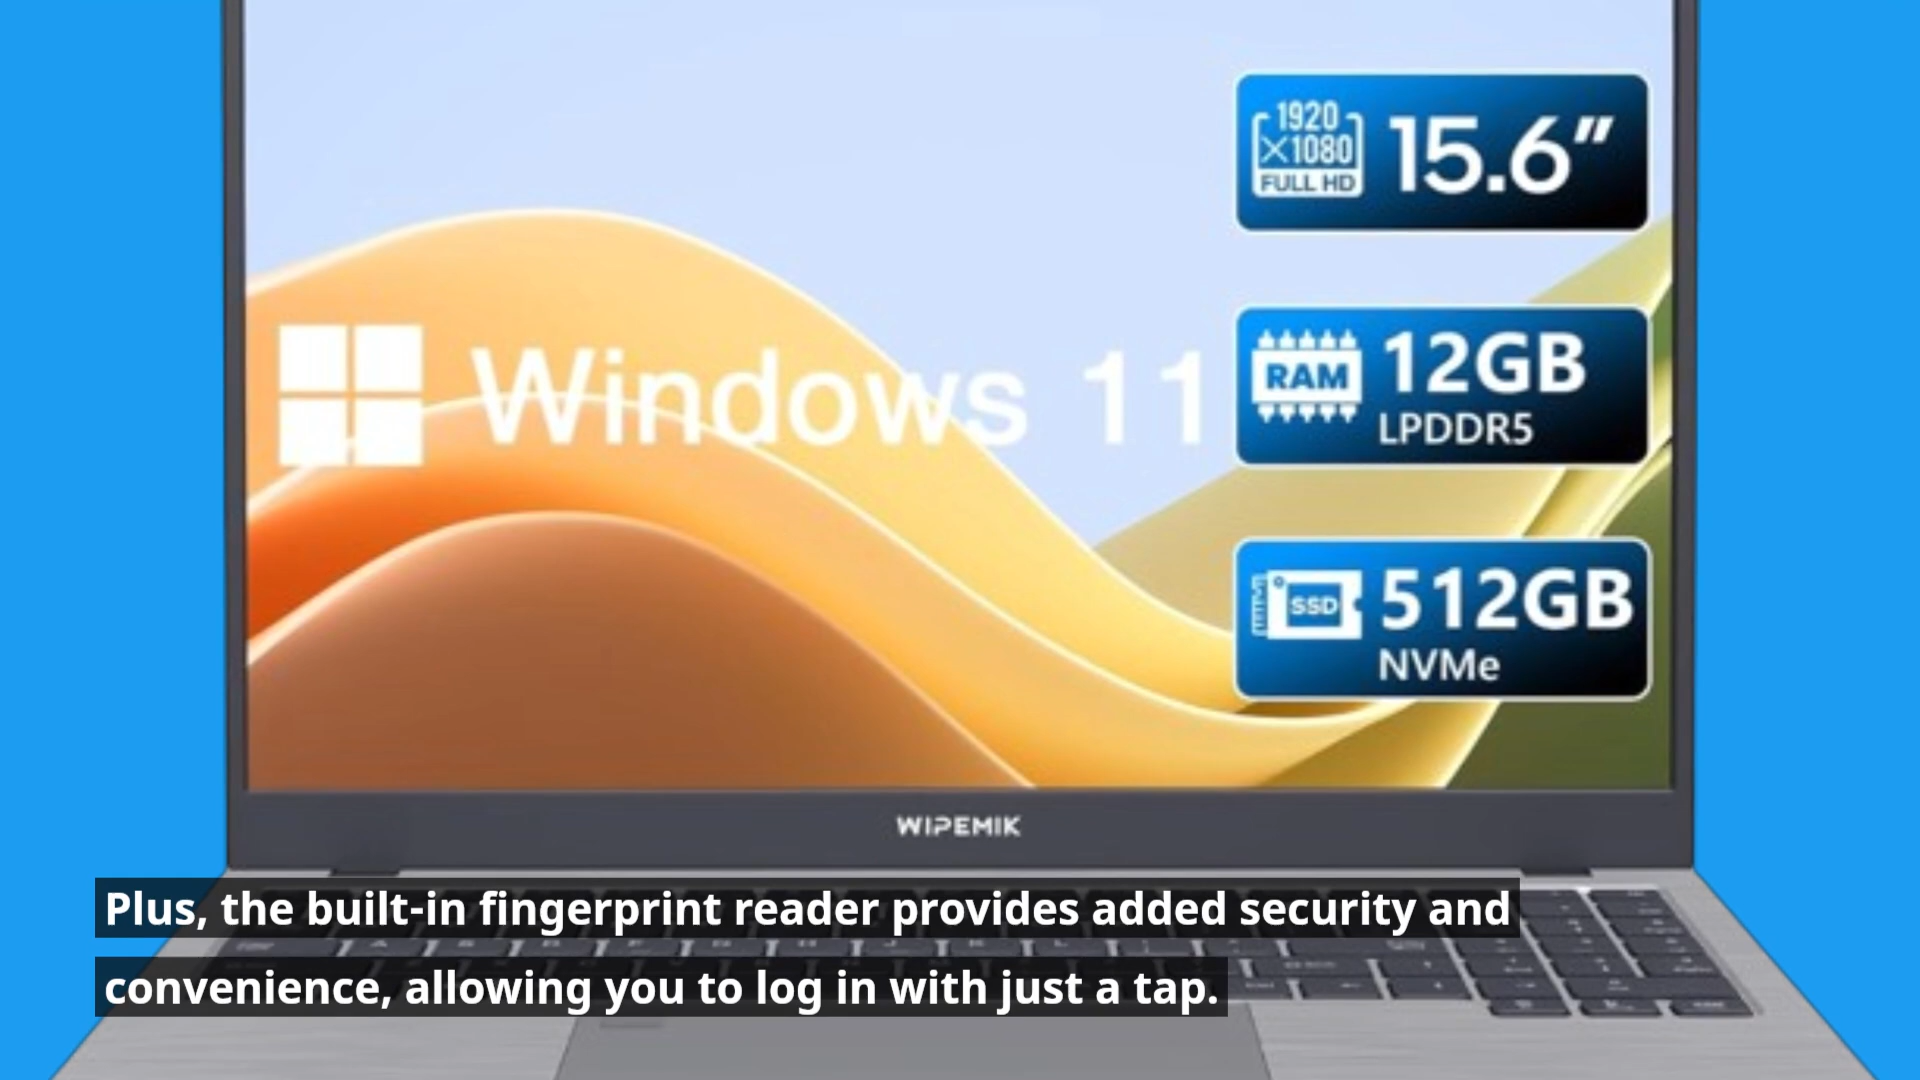 1920
×1080
FULL HD
15.6″
Windows 11
RAM
12GB
LPDDR5
SSD
512GB
NVMe
WIPEMIK
Plus, the built-in fingerprint reader provides added security and
convenience, allowing you to log in with just a tap.